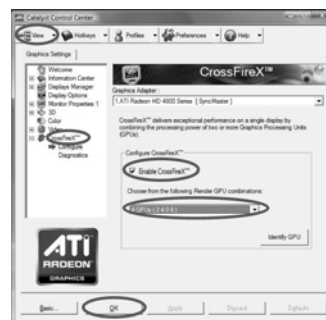 Catalyst Control Center
View Hotkeys Profiles Preferences Help
Graphics Settings
Welcome
Information Center
Displays Manager
Display Options
Monitor Properties 1
3D
Color
Video
CrossFireX™
Configure
Diagnostics
CrossFireX™
Graphics Adapter :
1.ATI Radeon HD 4800 Series [ SyncMaster ]
CrossFireX™ delivers exceptional performance on a single display by
combining the processing power of two or more Graphics Processing Units
(GPUs).
Configure CrossFireX™
Enable CrossFireX™
Choose from the following Render GPU combinations:
Identify GPU
ATI
RADEON
GRAPHICS
Basic...
OK
Apply
Discard
Defaults